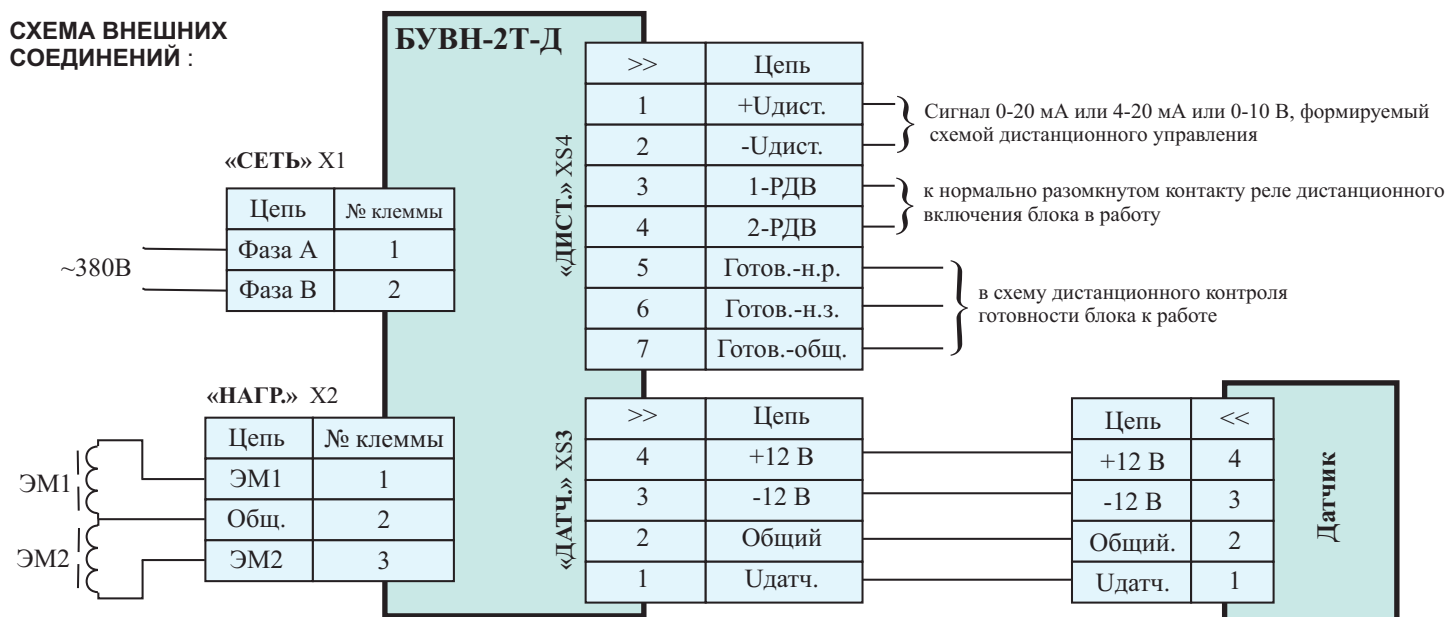 СХЕМА ВНЕШНИХ
СОЕДИНЕНИЙ :
БУВН-2Т-Д
«ДИСТ.» XS4
>> Цепь
1 +Uдист.
2 -Uдист.
3 1-РДВ
4 2-РДВ
5 Готов.-н.р.
6 Готов.-н.з.
7 Готов.-общ.
Сигнал 0-20 мА или 4-20 мА или 0-10 В, формируемый
схемой дистанционного управления
к нормально разомкнутом контакту реле дистанционного
включения блока в работу
в схему дистанционного контроля
готовности блока к работе
«СЕТЬ» X1
Цепь № клеммы
Фаза А 1
Фаза В 2
~380В
«НАГР.» X2
Цепь № клеммы
ЭМ1 1
Общ. 2
ЭМ2 3
ЭМ1
ЭМ2
«ДАТЧ.» XS3
>> Цепь
4 +12 В
3 -12 В
2 Общий
1 Uдатч.
Цепь <<
+12 В 4
-12 В 3
Общий. 2
Uдатч. 1
Датчик